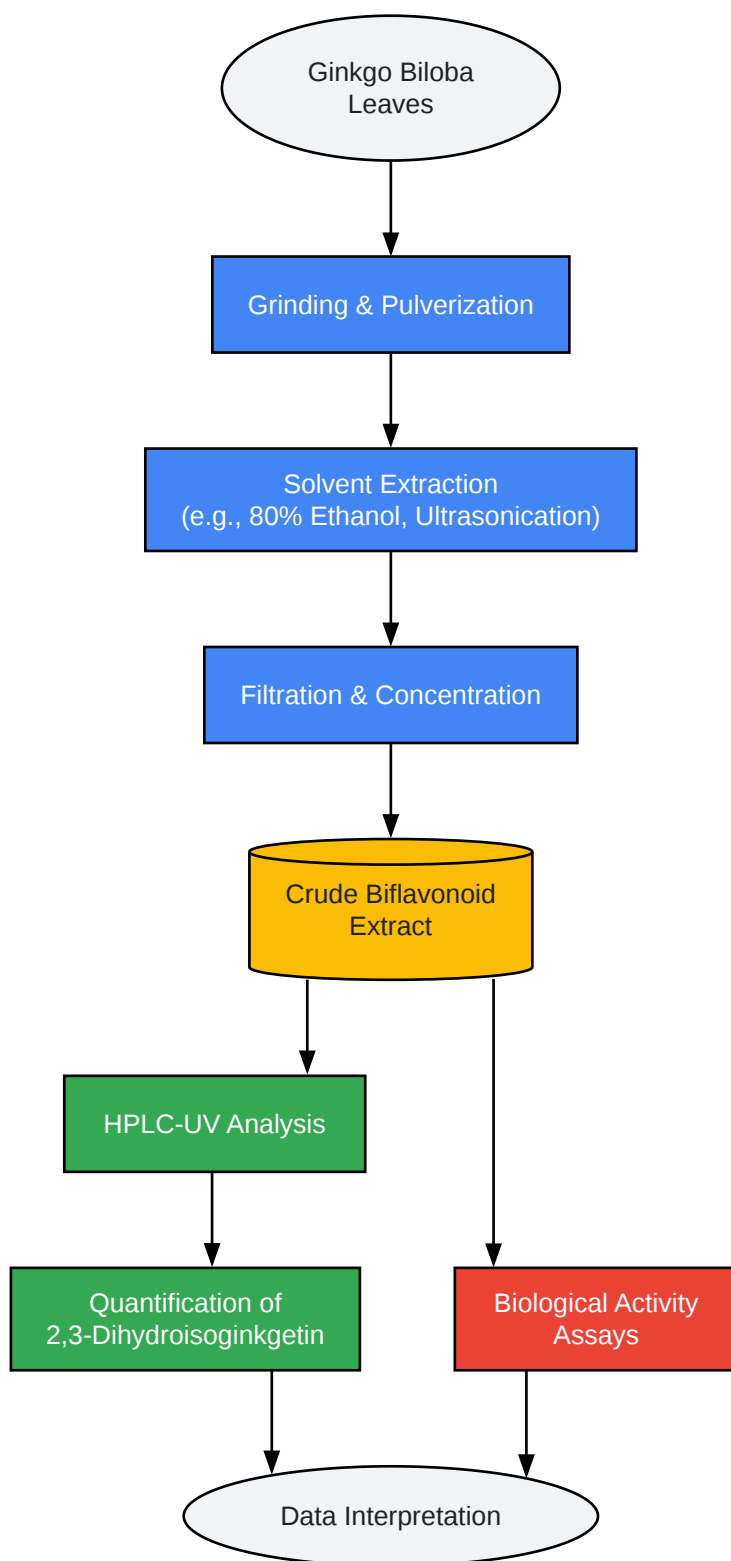 Ginkgo Biloba
Leaves
Grinding & Pulverization
Solvent Extraction
(e.g., 80% Ethanol, Ultrasonication)
Filtration & Concentration
Crude Biflavonoid
Extract
HPLC-UV Analysis
Quantification of
2,3-Dihydroisoginkgetin
Biological Activity
Assays
Data Interpretation